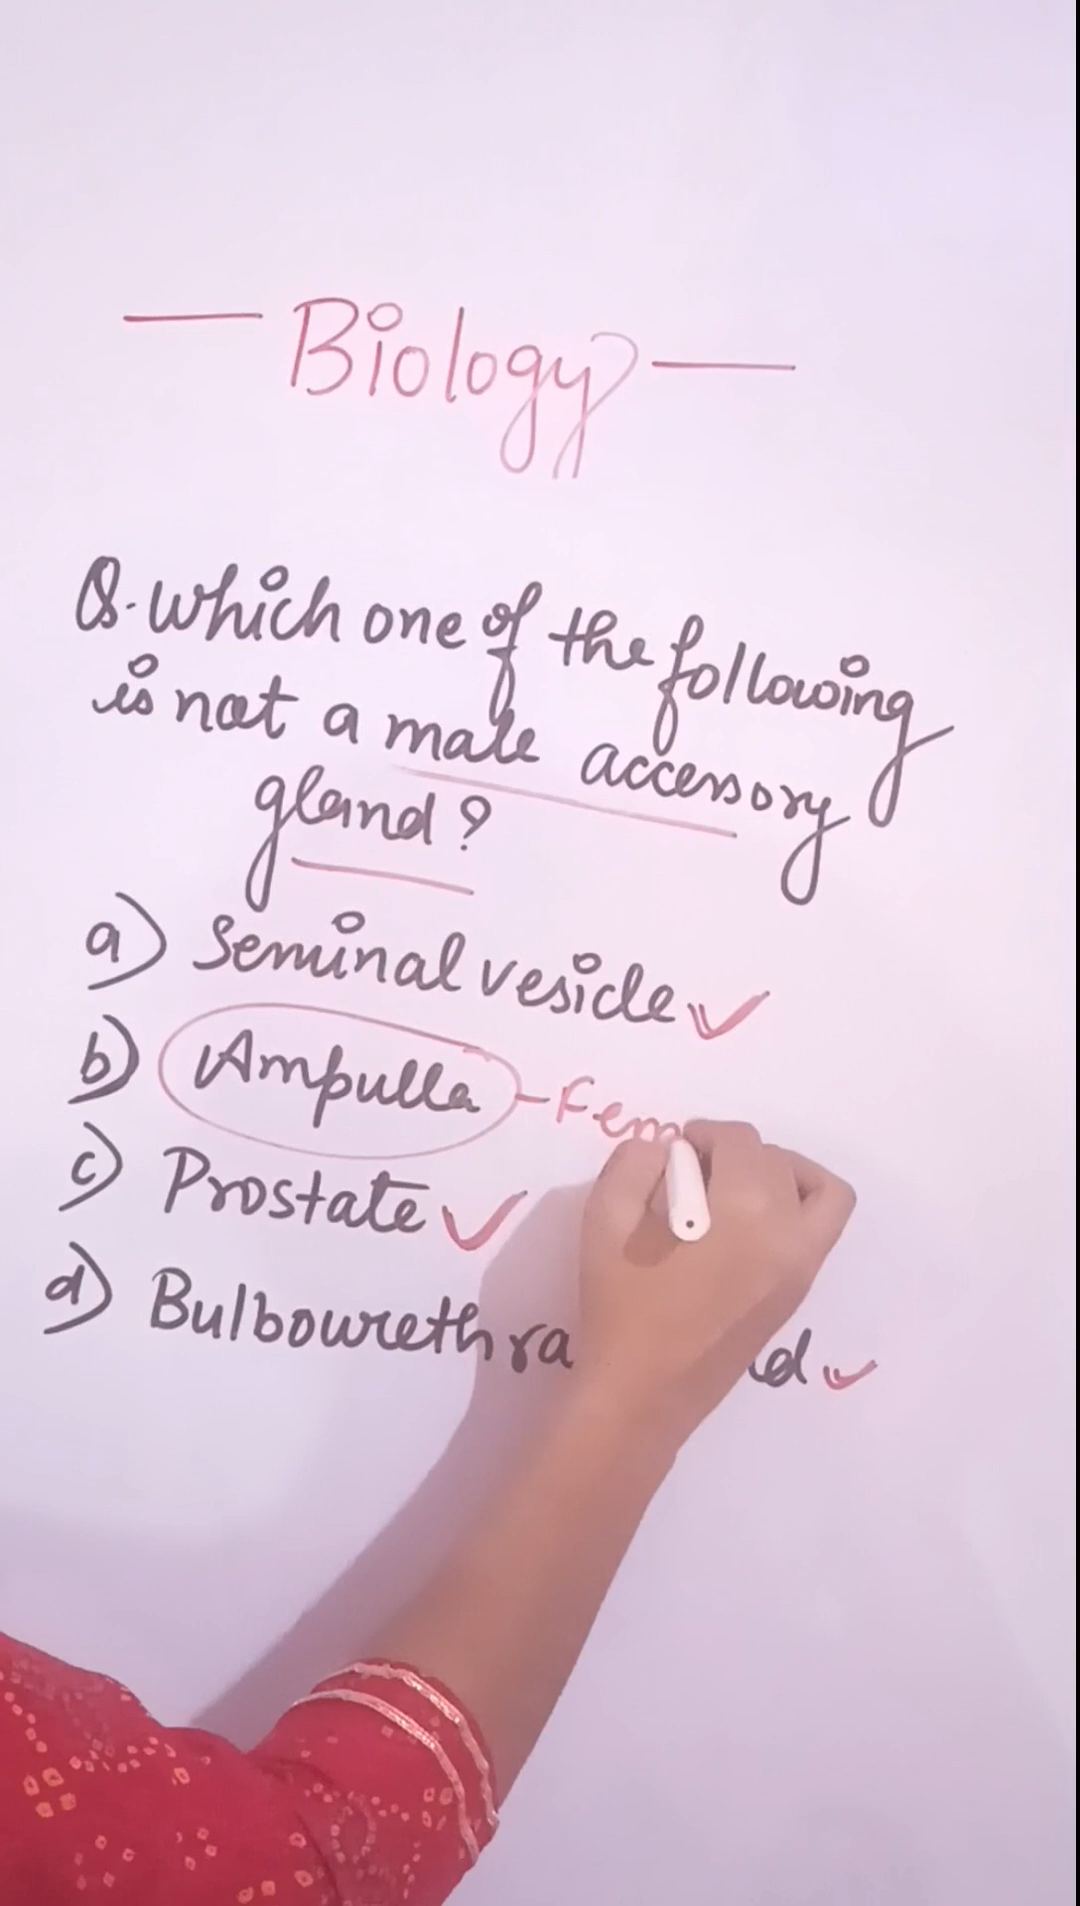 Biology
Q. Which one of the following
is not a male accessory
gland?
a) Seminal vesicle
b) Ampulla - Fem
c) Prostate
d) Bulbourethra